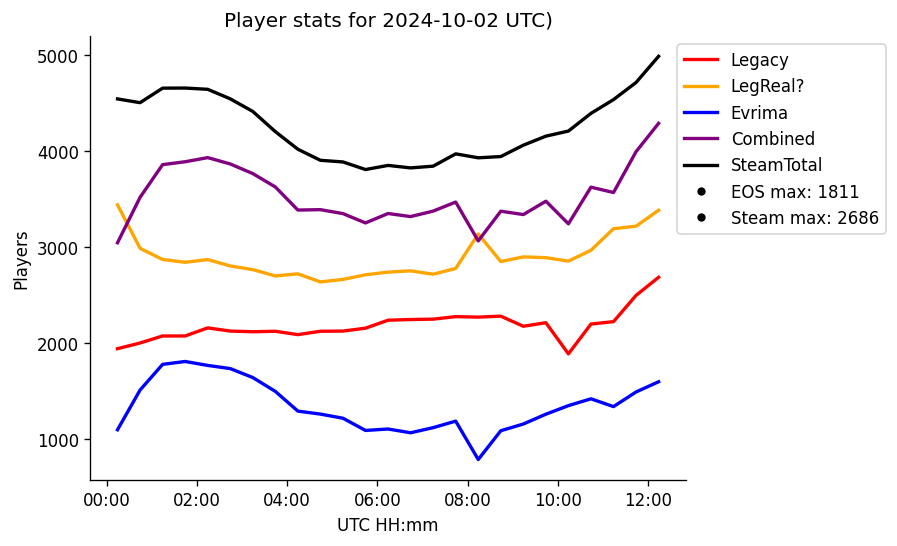 Player stats for 2024-10-02 UTC)
5000
4000
3000
2000
1000
Players
00:00 02:00 04:00 06:00 08:00 10:00 12:00
UTC HH:mm
Legacy
LegReal?
Evrima
Combined
SteamTotal
EOS max: 1811
Steam max: 2686